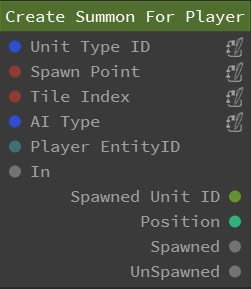 Create Summon For Player
Unit Type ID
Spawn Point
Tile Index
AI Type
Player EntityID
In
Spawned Unit ID
Position
Spawned
UnSpawned